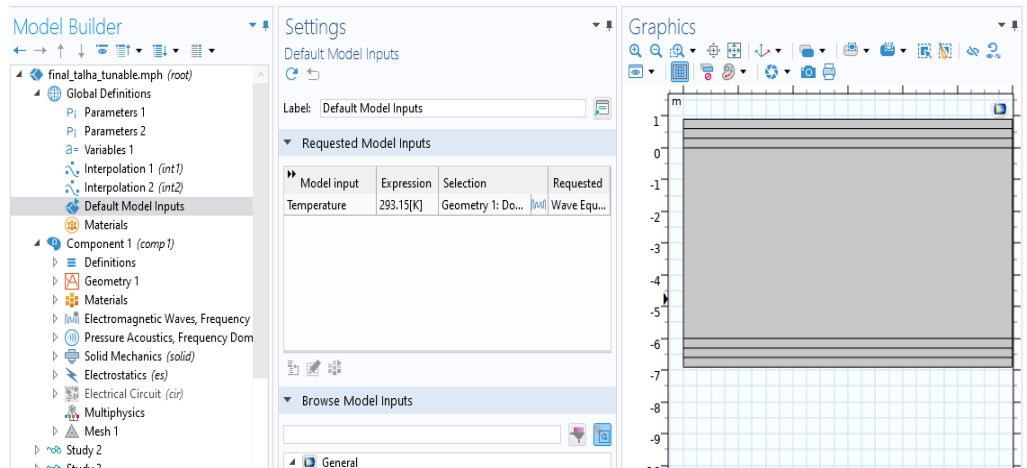 Model Builder
final_talha_tunable.mph (root)
Global Definitions
Pi Parameters 1
Pi Parameters 2
a= Variables 1
Interpolation 1 (int1)
Interpolation 2 (int2)
Default Model Inputs
Materials
Component 1 (comp1)
Definitions
Geometry 1
Materials
Electromagnetic Waves, Frequency
Pressure Acoustics, Frequency Dom
Solid Mechanics (solid)
Electrostatics (es)
Electrical Circuit (cir)
Multiphysics
Mesh 1
Study 2
Settings
Default Model Inputs
Label: Default Model Inputs
Requested Model Inputs
Model input Expression Selection Requested
Temperature 293.15[K] Geometry 1: Do... Wave Equ...
Browse Model Inputs
General
Graphics
m
1
0
-1
-2
-3
-4
-5
-6
-7
-8
-9